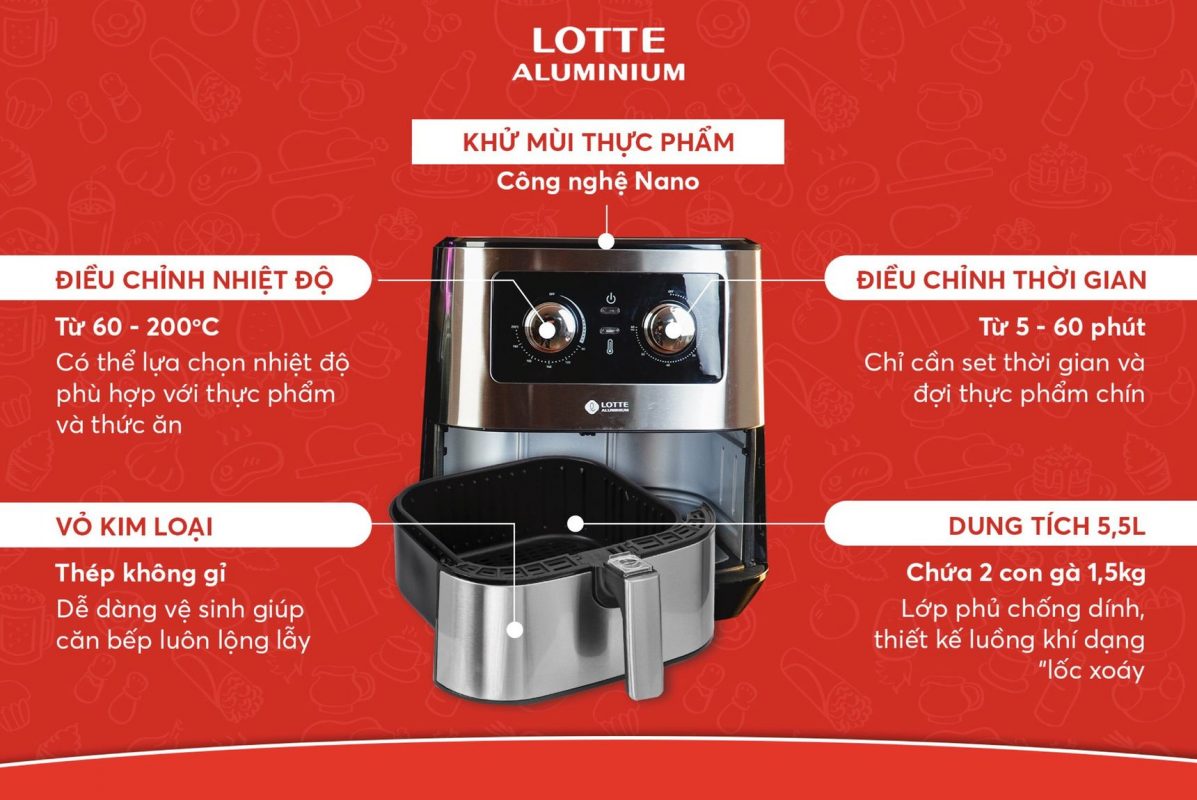 LOTTE
ALUMINIUM
KHỬ MÙI THỰC PHẨM
Công nghệ Nano
ĐIỀU CHỈNH NHIỆT ĐỘ
Từ 60 - 200°C
Có thể lựa chọn nhiệt độ
phù hợp với thực phẩm
và thức ăn
ĐIỀU CHỈNH THỜI GIAN
Từ 5 - 60 phút
Chỉ cần set thời gian và
đợi thực phẩm chín
LOTTE
ALUMINIUM
VỎ KIM LOẠI
Thép không gỉ
Dễ dàng vệ sinh giúp
căn bếp luôn lộng lẫy
DUNG TÍCH 5,5L
Chứa 2 con gà 1,5kg
Lớp phủ chống dính,
thiết kế luồng khí dạng
"lốc xoáy